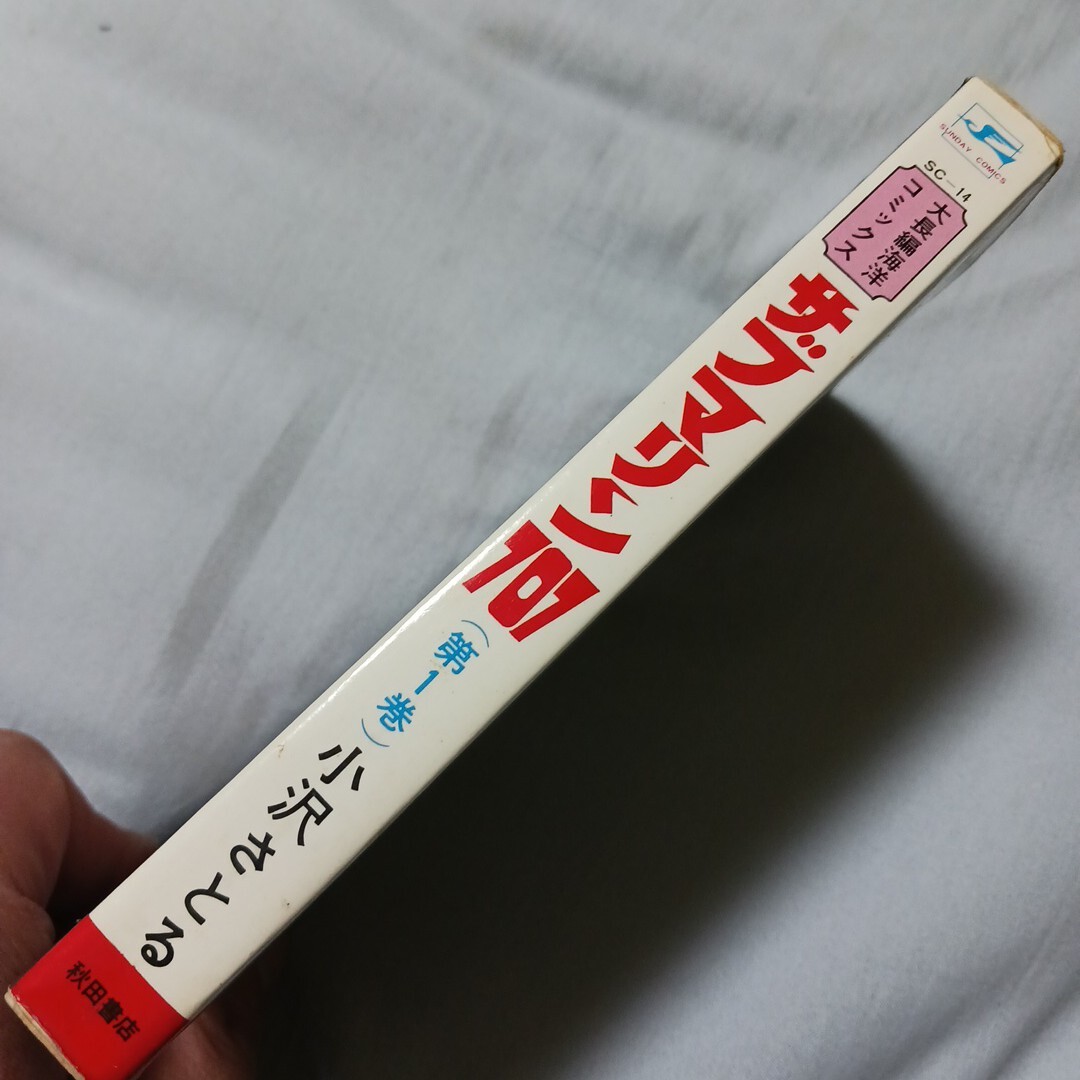 SUNDAY COMICS
SC-14
大長編海洋
コミックス
サブマリン707
(第1巻)
小沢さとる
秋田書店